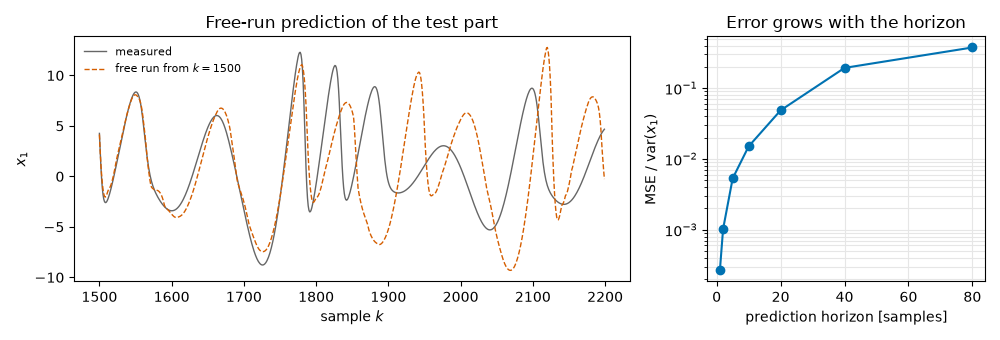 Free-run prediction of the test part
measured
free run from k = 1500
10
5
0
−5
−10
x₁
1500 1600 1700 1800 1900 2000 2100 2200
sample k
Error grows with the horizon
10⁻¹
10⁻²
10⁻³
MSE / var(x₁)
0 20 40 60 80
prediction horizon [samples]